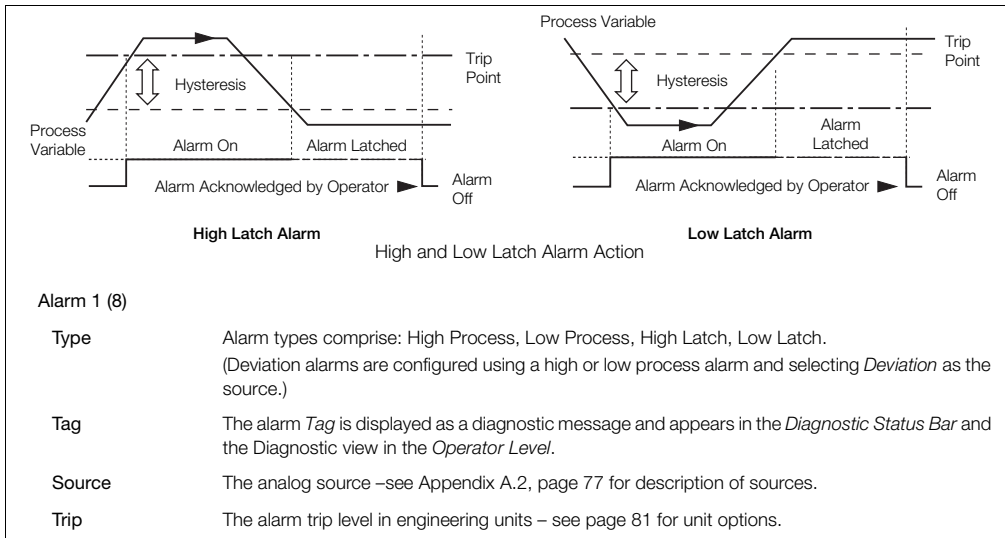 Process Variable
Trip
Point
Hysteresis
Process
Variable
Alarm On
Alarm Latched
Alarm Acknowledged by Operator
Alarm
Off
High Latch Alarm
Trip
Point
Hysteresis
Alarm On
Alarm
Latched
Alarm Acknowledged by Operator
Alarm
Off
Low Latch Alarm
High and Low Latch Alarm Action
Alarm 1 (8)
Type Alarm types comprise: High Process, Low Process, High Latch, Low Latch.
(Deviation alarms are configured using a high or low process alarm and selecting Deviation as the
source.)
Tag The alarm Tag is displayed as a diagnostic message and appears in the Diagnostic Status Bar and
the Diagnostic view in the Operator Level.
Source The analog source –see Appendix A.2, page 77 for description of sources.
Trip The alarm trip level in engineering units – see page 81 for unit options.